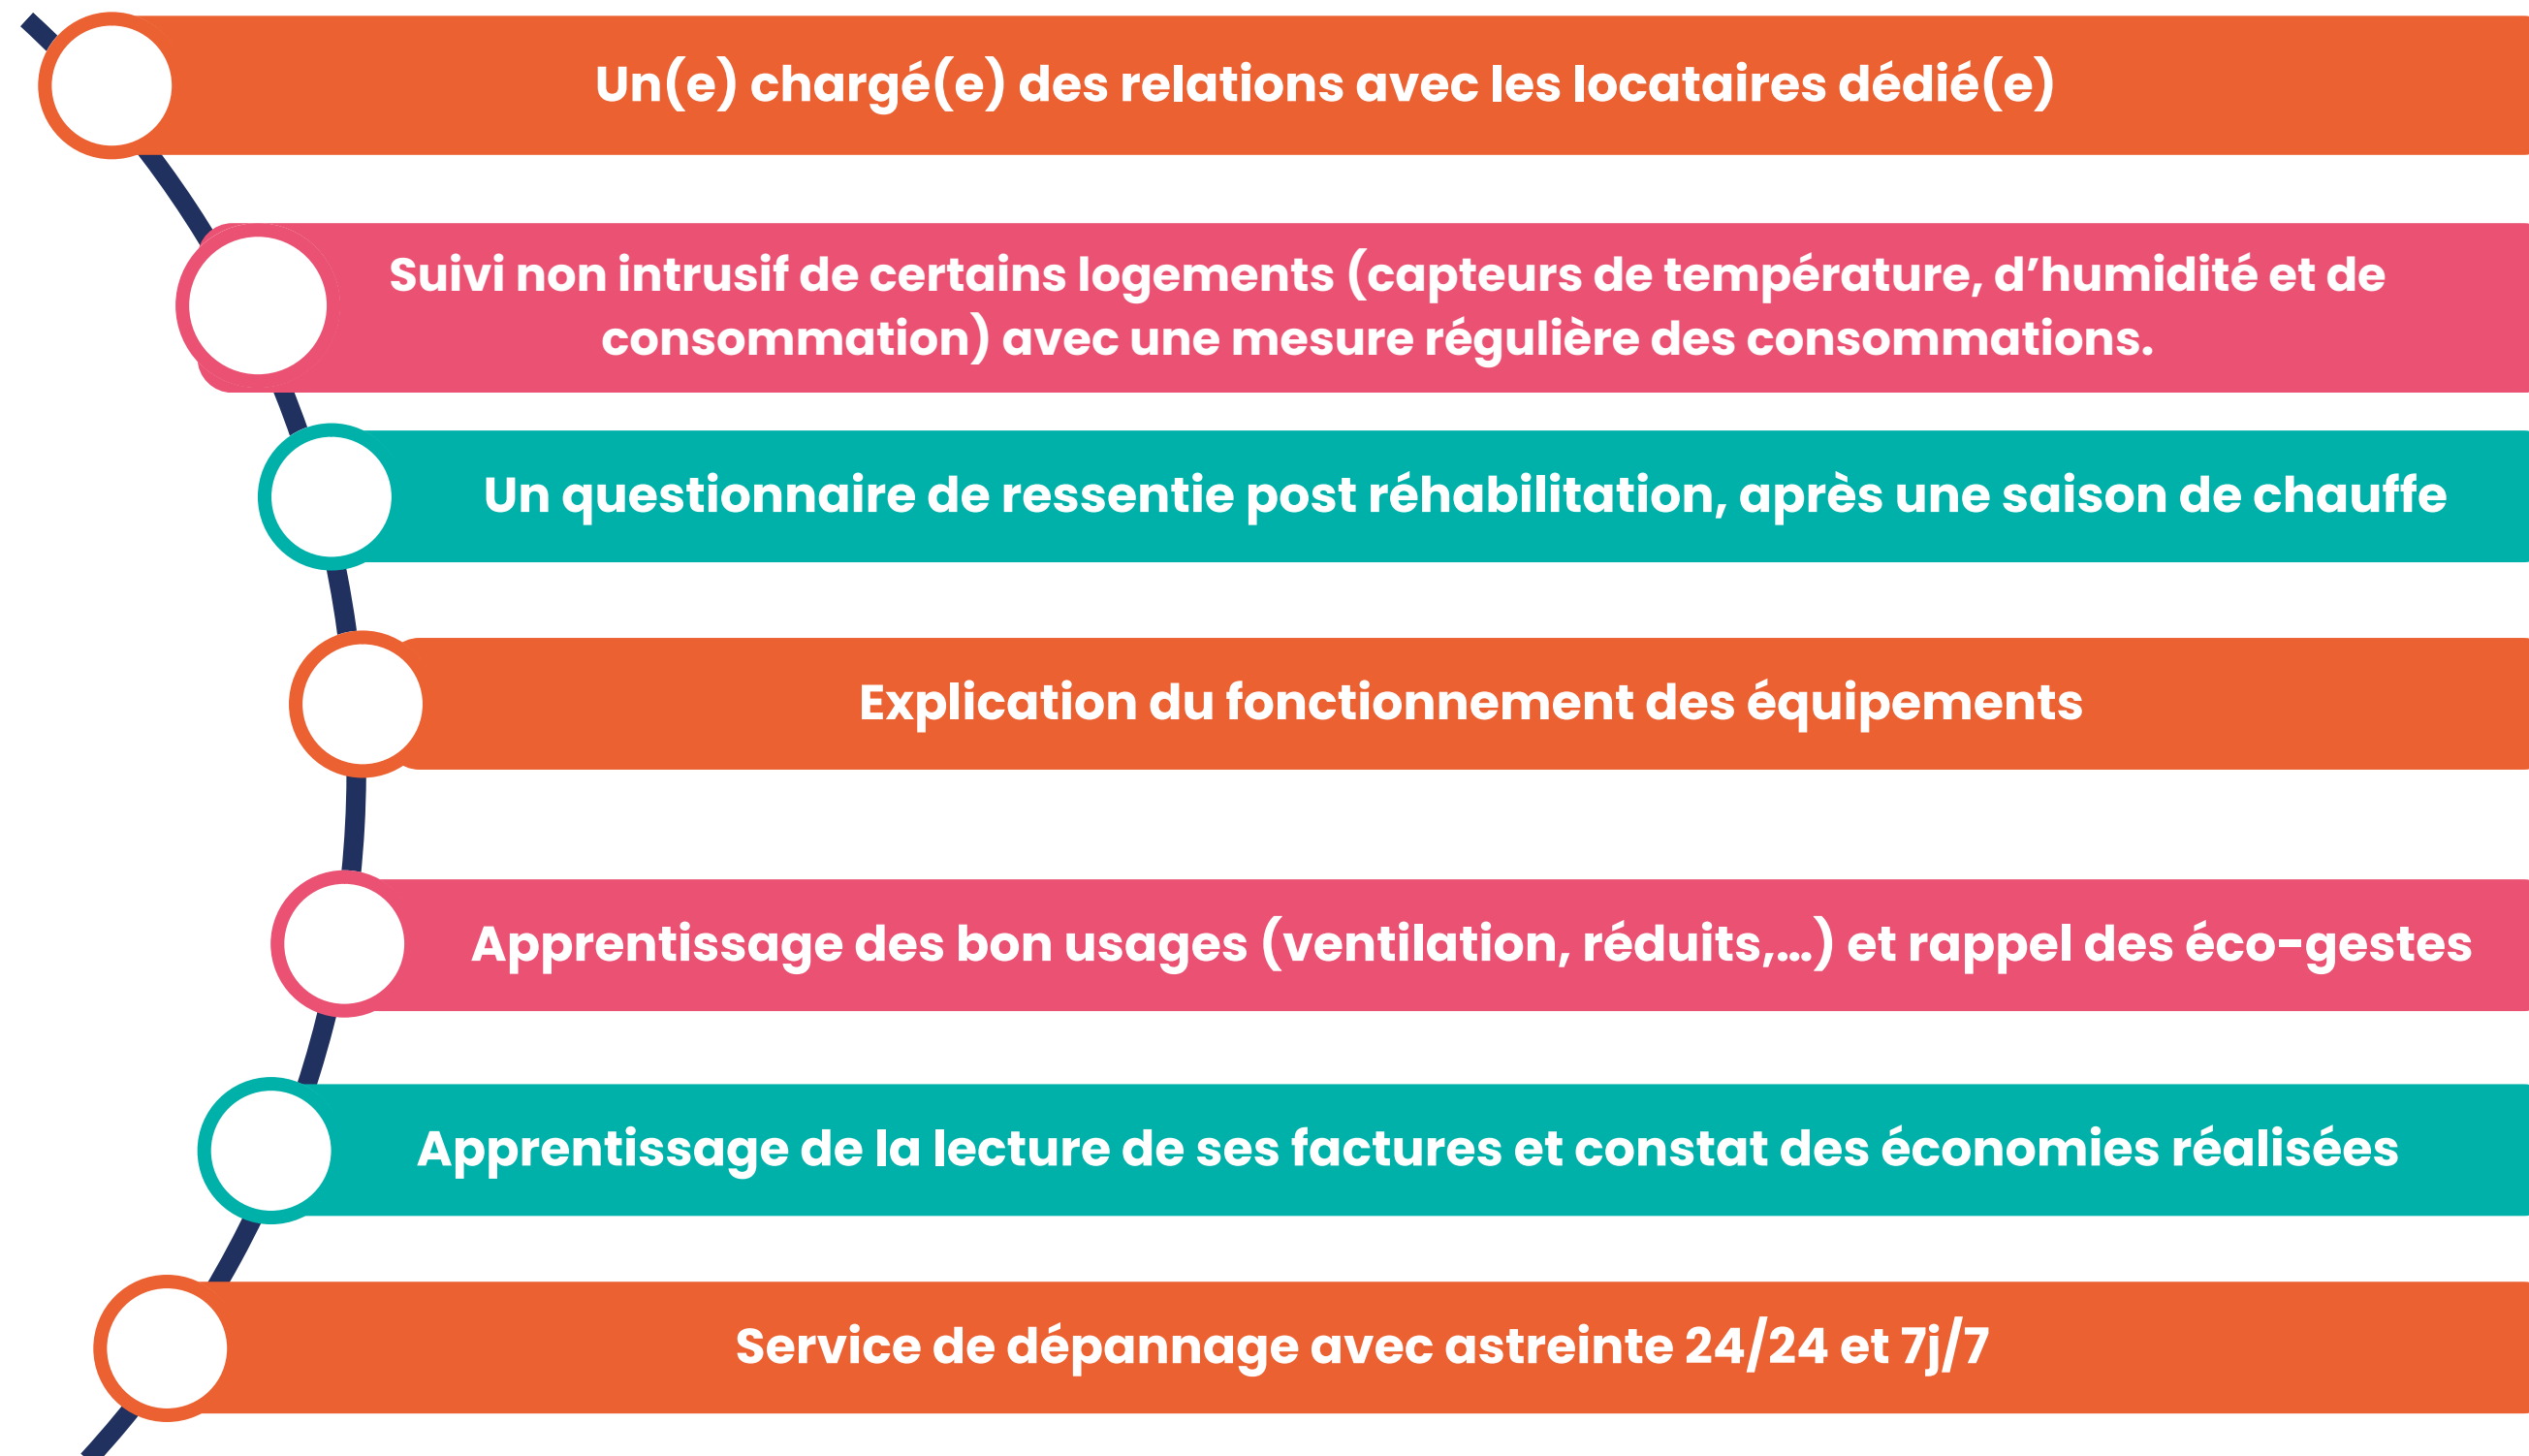 Un(e) chargé(e) des relations avec les locataires dédié(e)
Suivi non intrusif de certains logements (capteurs de température, d’humidité et de
consommation) avec une mesure régulière des consommations.
Un questionnaire de ressentie post réhabilitation, après une saison de chauffe
Explication du fonctionnement des équipements
Apprentissage des bon usages (ventilation, réduits,…) et rappel des éco-gestes
Apprentissage de la lecture de ses factures et constat des économies réalisées
Service de dépannage avec astreinte 24/24 et 7j/7